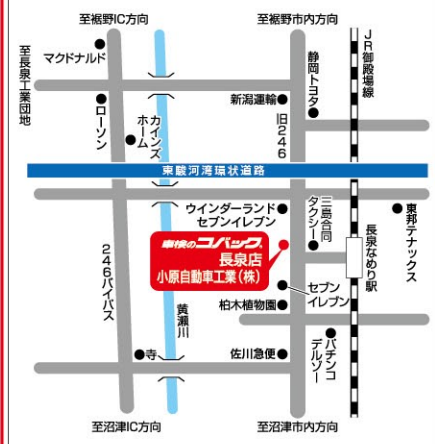 至裾野IC方向
至裾野市内方向
マクドナルド
JR御殿場線
静岡トヨタ
至長泉工業団地
ローソン
カインズ
ホーム
新潟運輸
旧246
東駿河湾環状道路
ウインダーランド
セブンイレブン
三島合同
タクシー
東邦テナックス
車検のコバック
長泉店
小原自動車工業(株)
長泉なめり駅
246バイパス
黄瀬川
セブン
イレブン
柏木植物園
寺
佐川急便
パチンコ
デルゾー
至沼津IC方向
至沼津市内方向